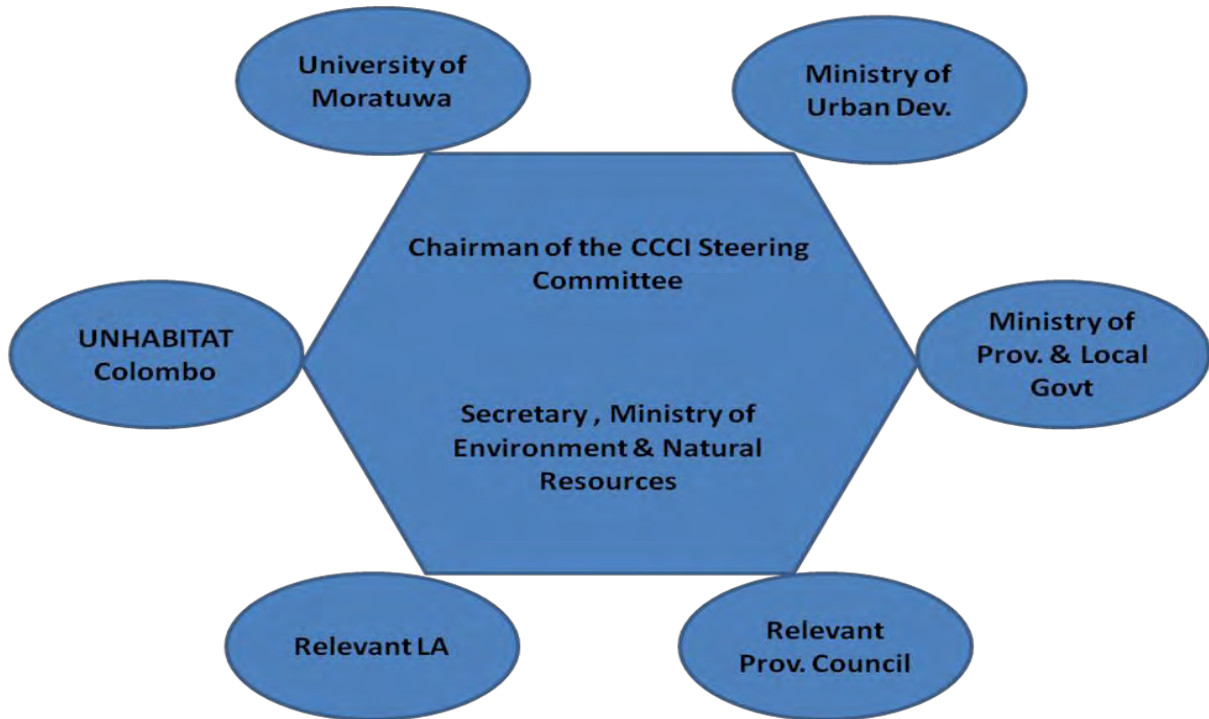 University of
Moratuwa
Ministry of
Urban Dev.
Chairman of the CCCI Steering
Committee
UNHABITAT
Colombo
Ministry of
Prov. & Local
Govt
Secretary , Ministry of
Environment & Natural
Resources
Relevant LA
Relevant
Prov. Council